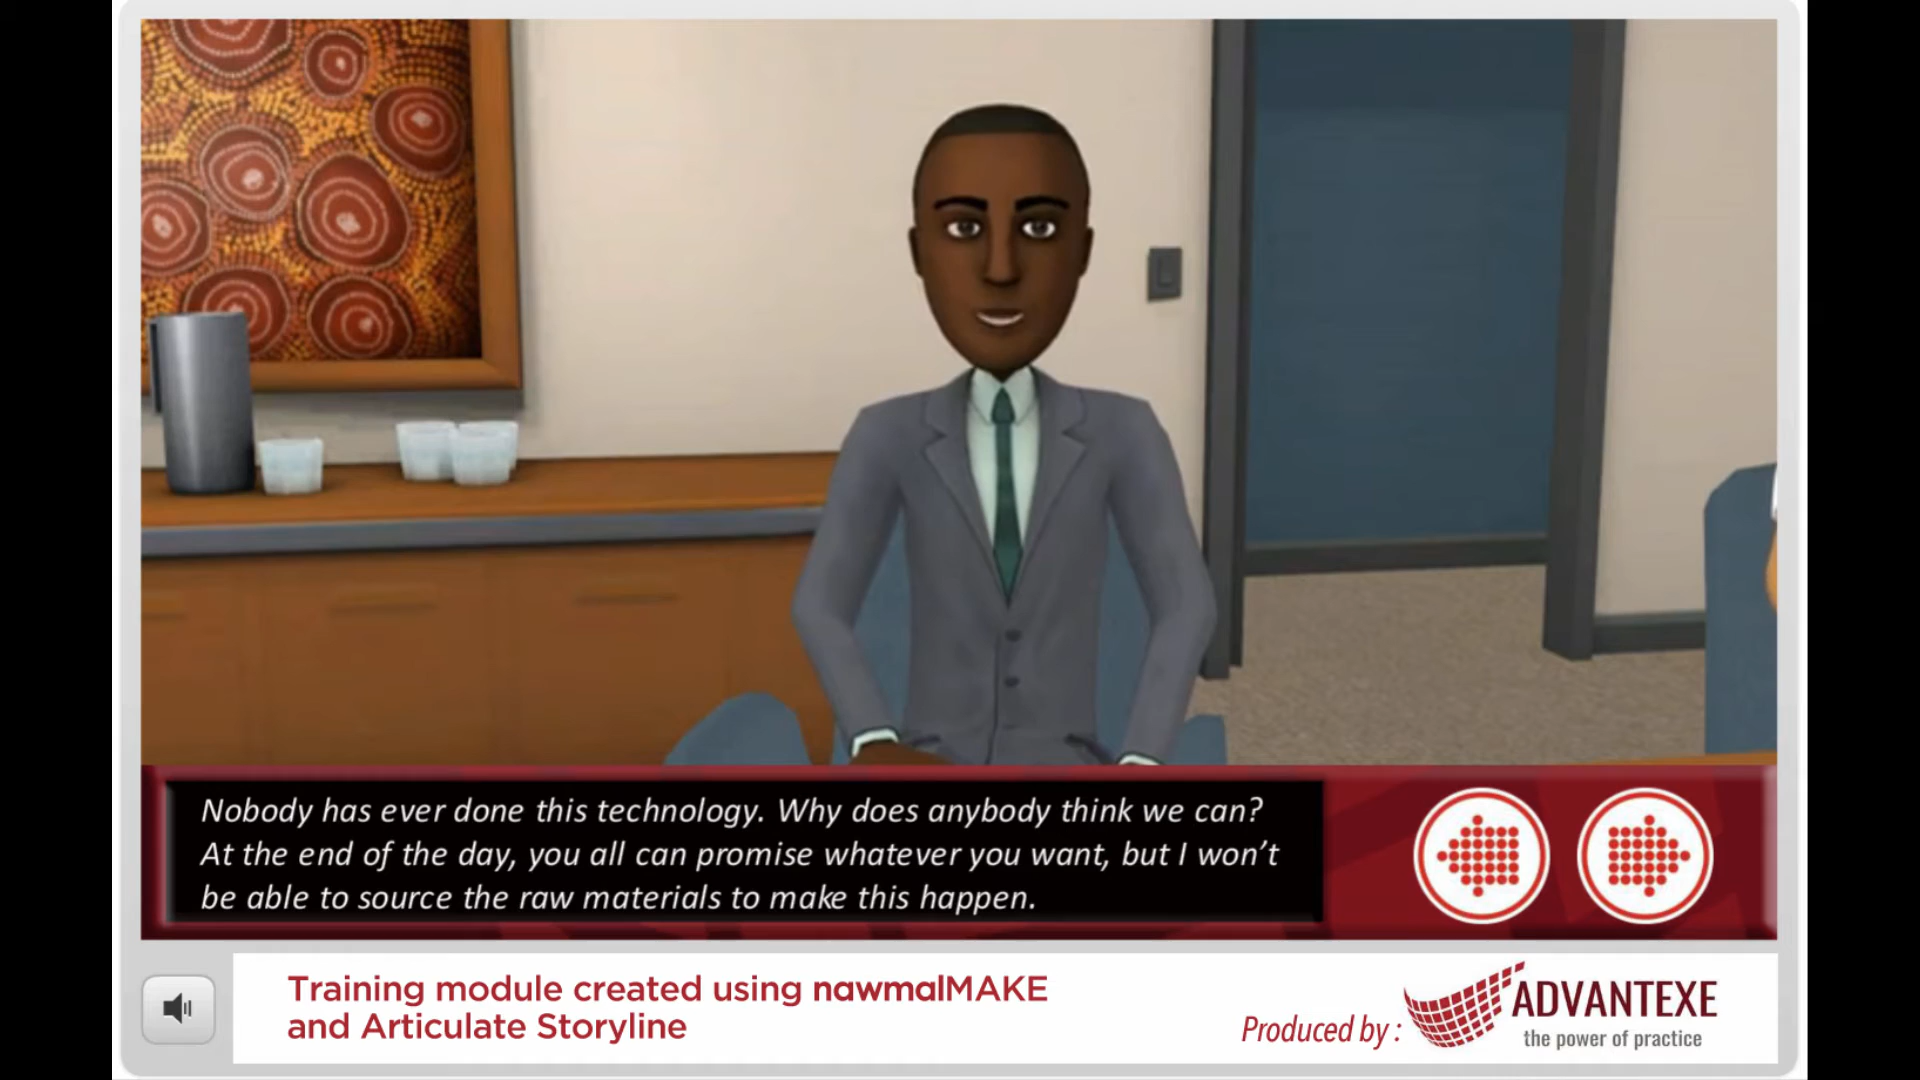 Nobody has ever done this technology. Why does anybody think we can?
At the end of the day, you all can promise whatever you want, but I won't
be able to source the raw materials to make this happen.
Training module created using nawmalMAKE
and Articulate Storyline
Produced by :
ADVANTEXE
the power of practice